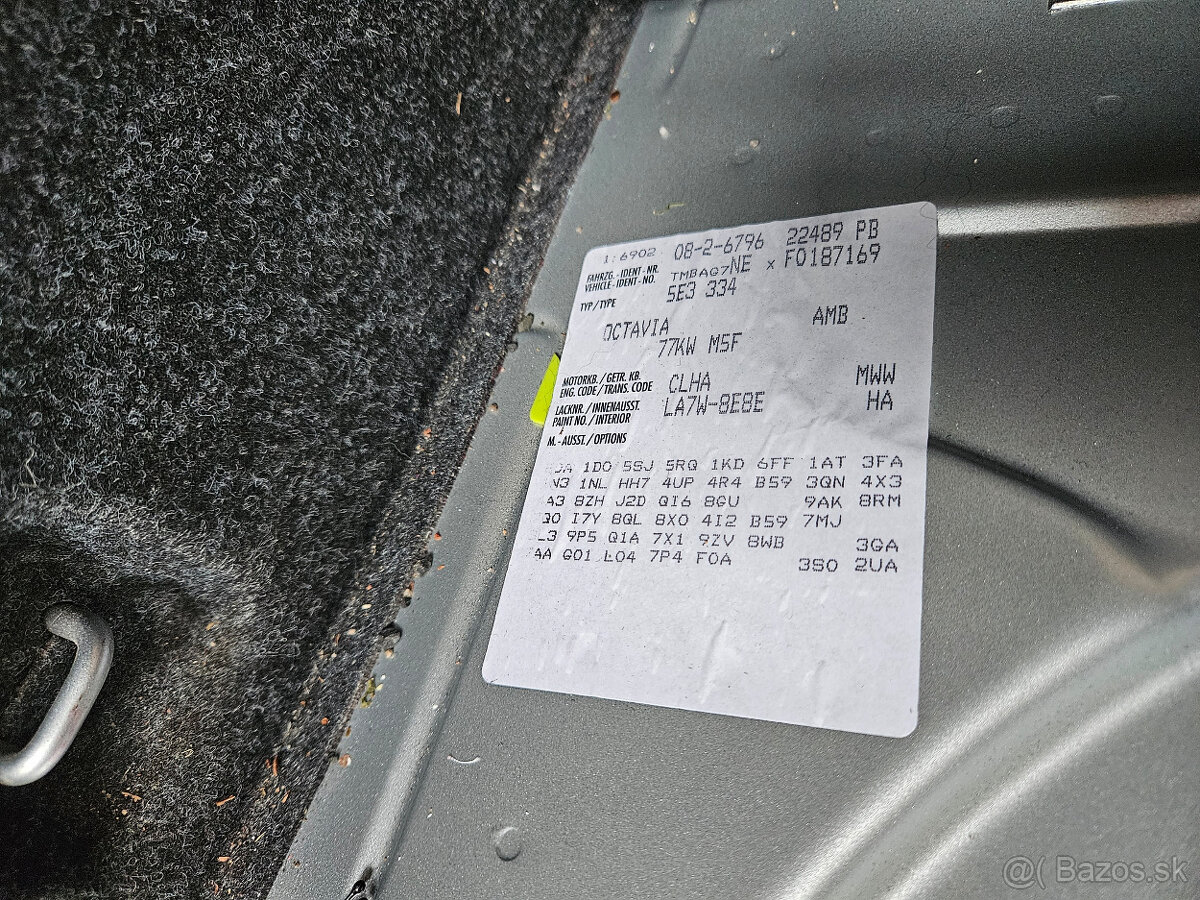 1:6902 08-2-6796 22489 PB
FAHRZG.-IDENT-NR.
VEHICLE-IDENT-NO. TMBAG7NE x F0187169
TYP/TYPE 5E3 334
OCTAVIA AMB
77KW M5F
MOTORKB./GETR.KB.
ENG. CODE/TRANS. CODE CLHA MWW
LACKNR./INNENAUSST.
PAINT NO./INTERIOR LA7W-8E8E HA
M.-AUSST./OPTIONS
1D0 5SJ 5RQ 1KD 6FF 1AT 3FA
1NL HH7 4UP 4R4 B59 3QN 4X3
8ZH J2D QI6 8GU 9AK 8RM
I7Y 8QL 8X0 4I2 B59 7MJ
9P5 Q1A 7X1 9ZV 8WB 3GA
G01 L04 7P4 F0A 3S0 2UA
@( Bazos.sk